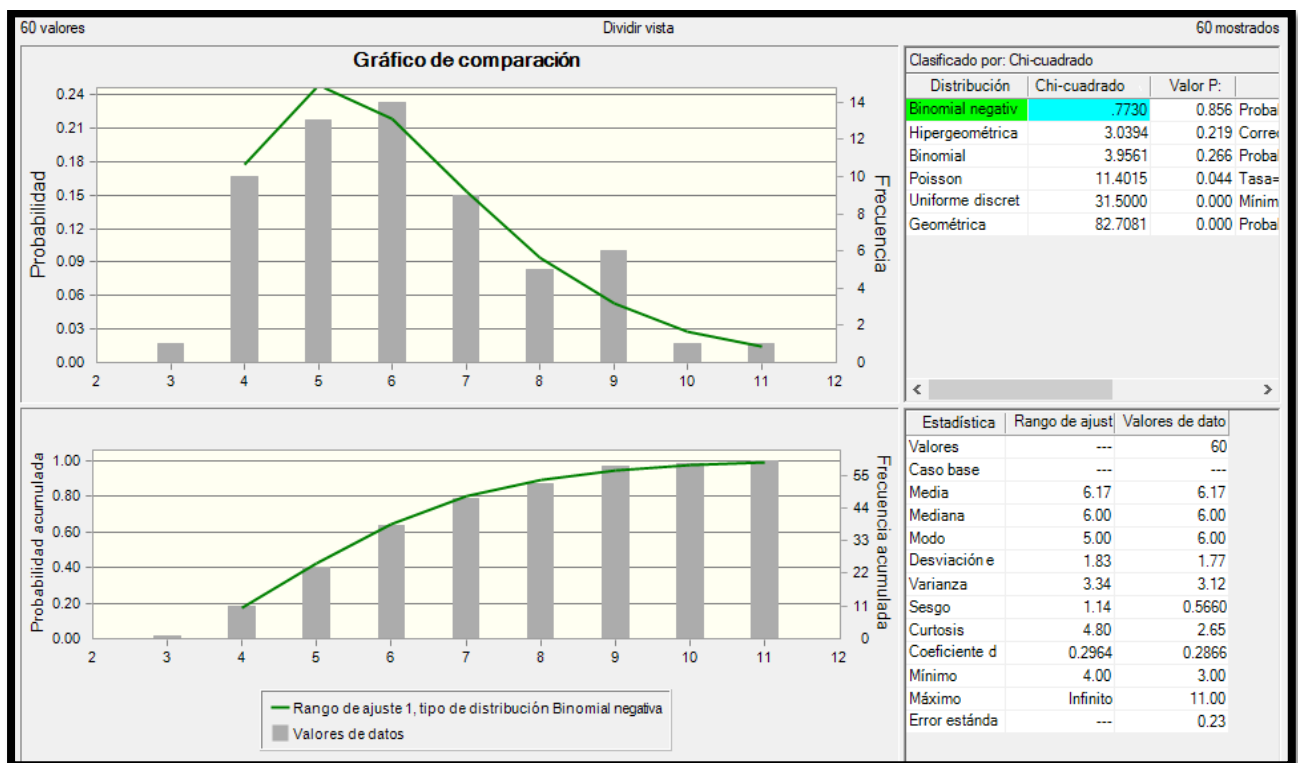 60 valores Dividir vista 60 mostrados
Gráfico de comparación
Probabilidad
0.24
0.21
0.18
0.15
0.12
0.09
0.06
0.03
0.00
14
12
10
8
6
4
2
0
Frecuencia
2 3 4 5 6 7 8 9 10 11 12
Clasificado por: Chi-cuadrado
Distribución Chi-cuadrado Valor P:
Binomial negativ .7730 0.856 Probal
Hipergeométrica 3.0394 0.219 Correc
Binomial 3.9561 0.266 Probal
Poisson 11.4015 0.044 Tasa=
Uniforme discret 31.5000 0.000 Mínim
Geométrica 82.7081 0.000 Probal
Probabilidad acumulada
1.00
0.80
0.60
0.40
0.20
0.00
55
44
33
22
11
0
Frecuencia acumulada
2 3 4 5 6 7 8 9 10 11 12
Rango de ajuste 1, tipo de distribución Binomial negativa
Valores de datos
Estadística Rango de ajust Valores de dato
Valores --- 60
Caso base --- ---
Media 6.17 6.17
Mediana 6.00 6.00
Modo 5.00 6.00
Desviación e 1.83 1.77
Varianza 3.34 3.12
Sesgo 1.14 0.5660
Curtosis 4.80 2.65
Coeficiente d 0.2964 0.2866
Mínimo 4.00 3.00
Máximo Infinito 11.00
Error estánda --- 0.23